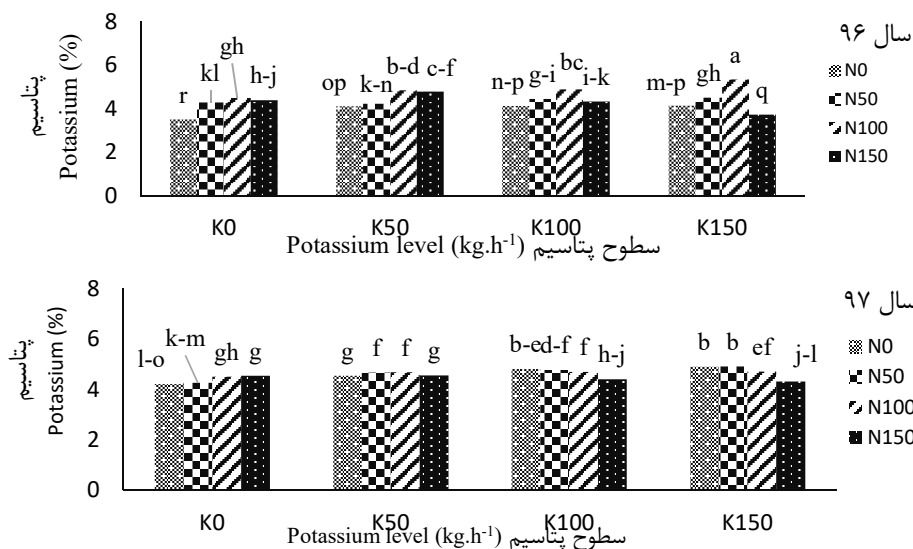 سال ۹۶
N0
N50
N100
N150
پتاسیم
Potassium (%)
8
6
4
2
0
r kl gh h-j
op k-n b-d c-f
n-p g-i bc i-k
m-p gh a q
K0 K50 K100 K150
Potassium level (kg.h-1) سطوح پتاسیم
سال ۹۷
N0
N50
N100
N150
پتاسیم
Potassium (%)
8
6
4
2
0
l-o k-m gh g
g f f g
b-e d-f f h-j
b b ef j-l
K0 K50 K100 K150
Potassium level (kg.h-1) سطوح پتاسیم